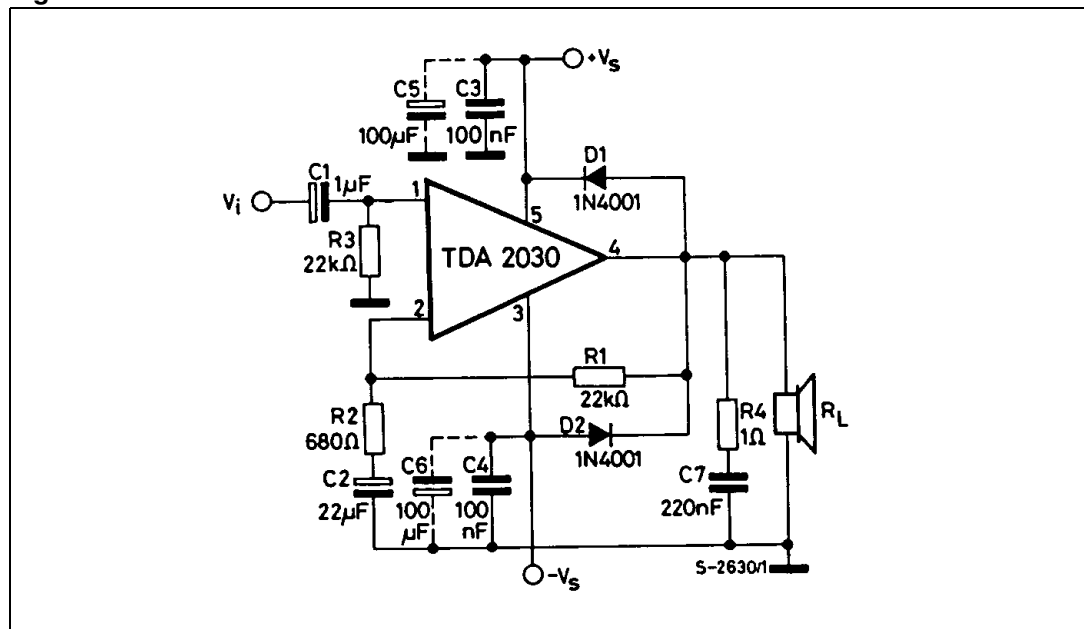 +Vs
C5
100µF
C3
100 nF
D1
1N4001
C1
1µF
Vi
1
5
R3
22kΩ
TDA 2030
4
2
3
R1
22kΩ
R2
680Ω
D2
1N4001
R4
1Ω
RL
C2
22µF
C6
100
µF
C4
100
nF
C7
220nF
-Vs
S-2630/1